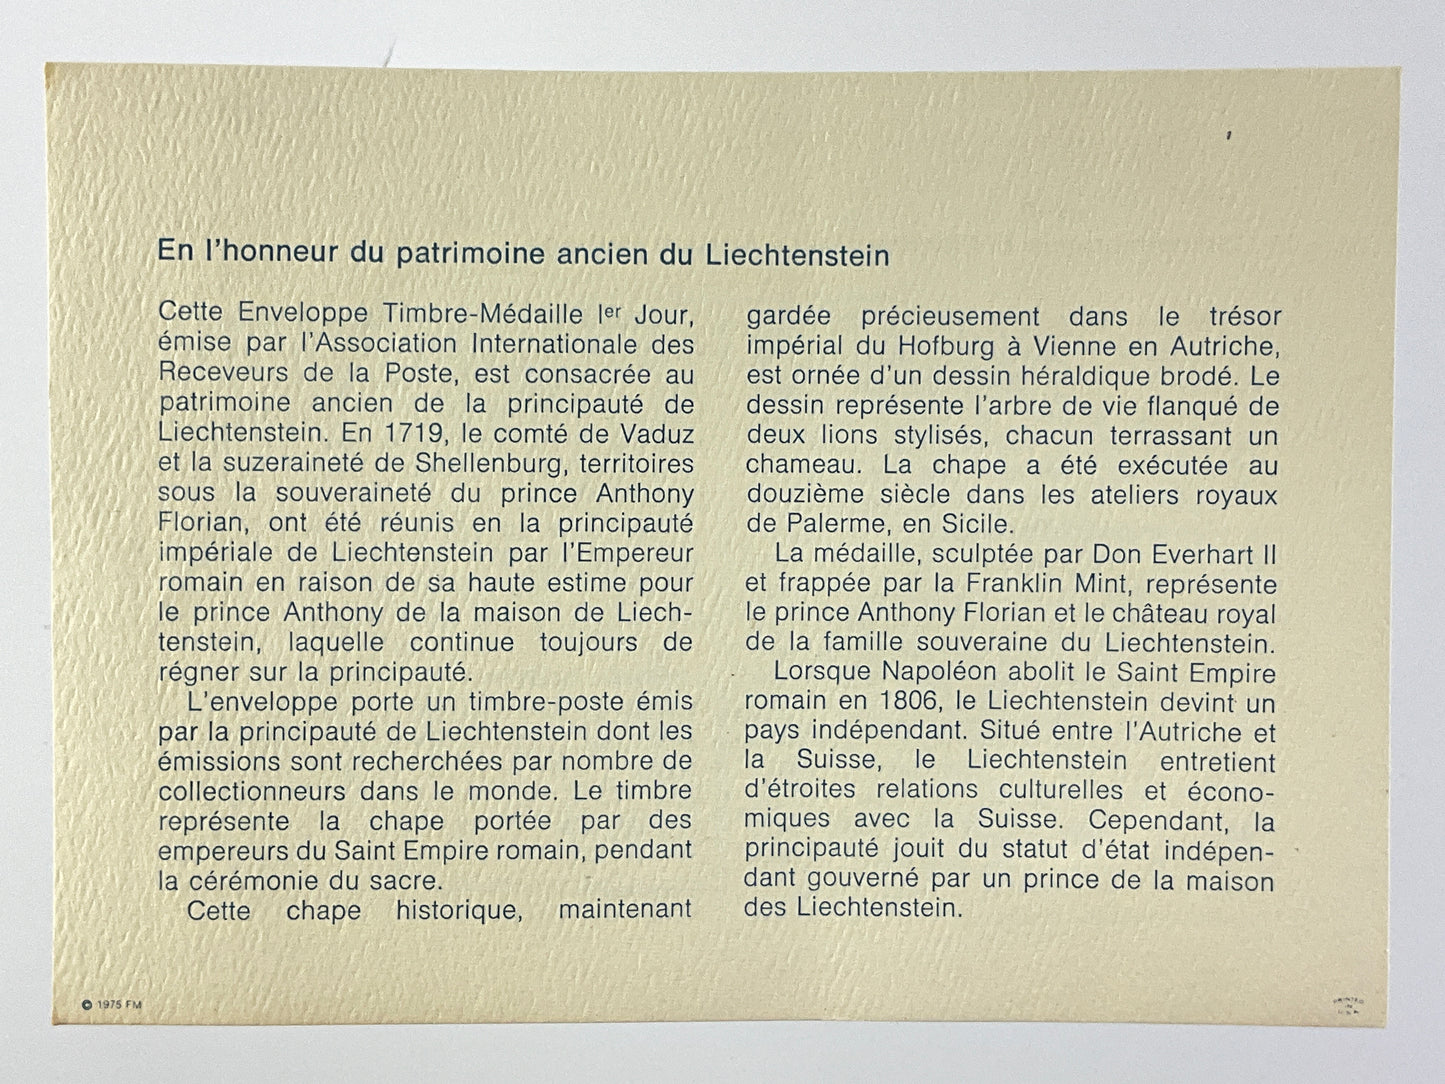 En l'honneur du patrimoine ancien du Liechtenstein
Cette Enveloppe Timbre-Médaille Ier Jour,
émise par l'Association Internationale des
Receveurs de la Poste, est consacrée au
patrimoine ancien de la principauté de
Liechtenstein. En 1719, le comté de Vaduz
et la suzeraineté de Shellenburg, territoires
sous la souveraineté du prince Anthony
Florian, ont été réunis en la principauté
impériale de Liechtenstein par l'Empereur
romain en raison de sa haute estime pour
le prince Anthony de la maison de Liech-
tenstein, laquelle continue toujours de
régner sur la principauté.
L'enveloppe porte un timbre-poste émis
par la principauté de Liechtenstein dont les
émissions sont recherchées par nombre de
collectionneurs dans le monde. Le timbre
représente la chape portée par des
empereurs du Saint Empire romain, pendant
la cérémonie du sacre.
Cette chape historique, maintenant
gardée précieusement dans le trésor
impérial du Hofburg à Vienne en Autriche,
est ornée d'un dessin héraldique brodé. Le
dessin représente l'arbre de vie flanqué de
deux lions stylisés, chacun terrassant un
chameau. La chape a été exécutée au
douzième siècle dans les ateliers royaux
de Palerme, en Sicile.
La médaille, sculptée par Don Everhart II
et frappée par la Franklin Mint, représente
le prince Anthony Florian et le château royal
de la famille souveraine du Liechtenstein.
Lorsque Napoléon abolit le Saint Empire
romain en 1806, le Liechtenstein devint un
pays indépendant. Situé entre l'Autriche et
la Suisse, le Liechtenstein entretient
d'étroites relations culturelles et écono-
miques avec la Suisse. Cependant, la
principauté jouit du statut d'état indépen-
dant gouverné par un prince de la maison
des Liechtenstein.
© 1975 FM
PRINTED
IN
U.S.A.